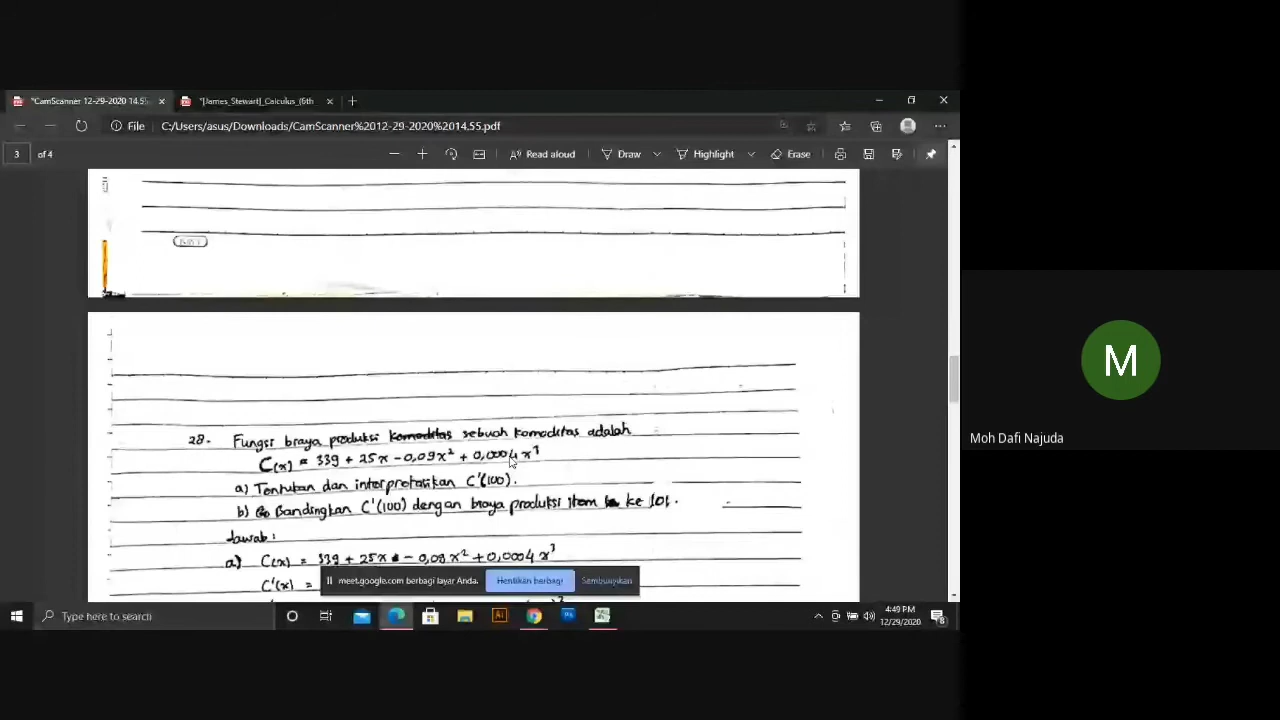 *CamScanner 12-29-2020 14.55
*[James_Stewart]_Calculus_(6th
File
C:/Users/asus/Downloads/CamScanner%2012-29-2020%2014.55.pdf
3 of 4
Read aloud
Draw
Highlight
Erase
28. Fungsi biaya produksi komoditas sebuah komoditas adalah
C(x) = 339 + 25x - 0,09x² + 0,0004x³
a) Tentukan dan interpretatikan C'(100).
b) Bandingkan C'(100) dengan biaya produksi item ke 101.
Jawab:
a) C(x) = 339 + 25x - 0,09x² + 0,0004x³
C'(x) =
meet.google.com berbagi layar Anda.
Hentikan berbagi
Sembunyikan
Type here to search
4:49 PM
12/29/2020
M
Moh Dafi Najuda